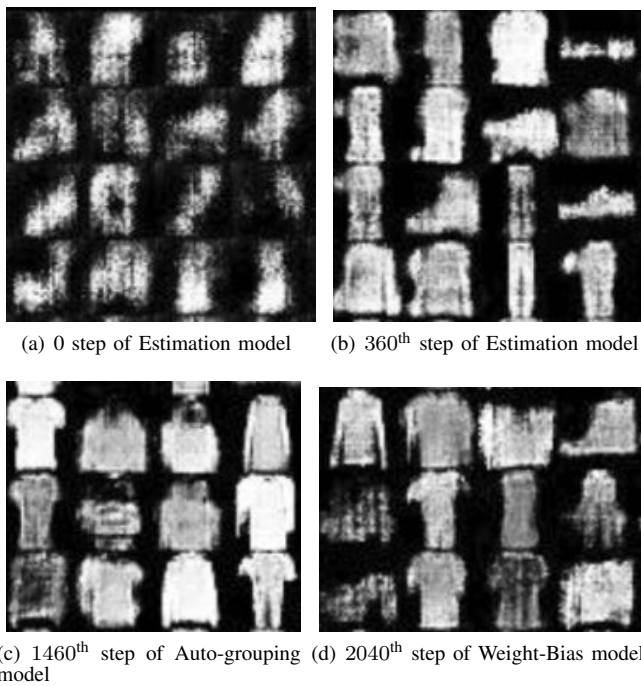 (a) 0 step of Estimation model
(b) 360th step of Estimation model
(c) 1460th step of Auto-grouping
model
(d) 2040th step of Weight-Bias model